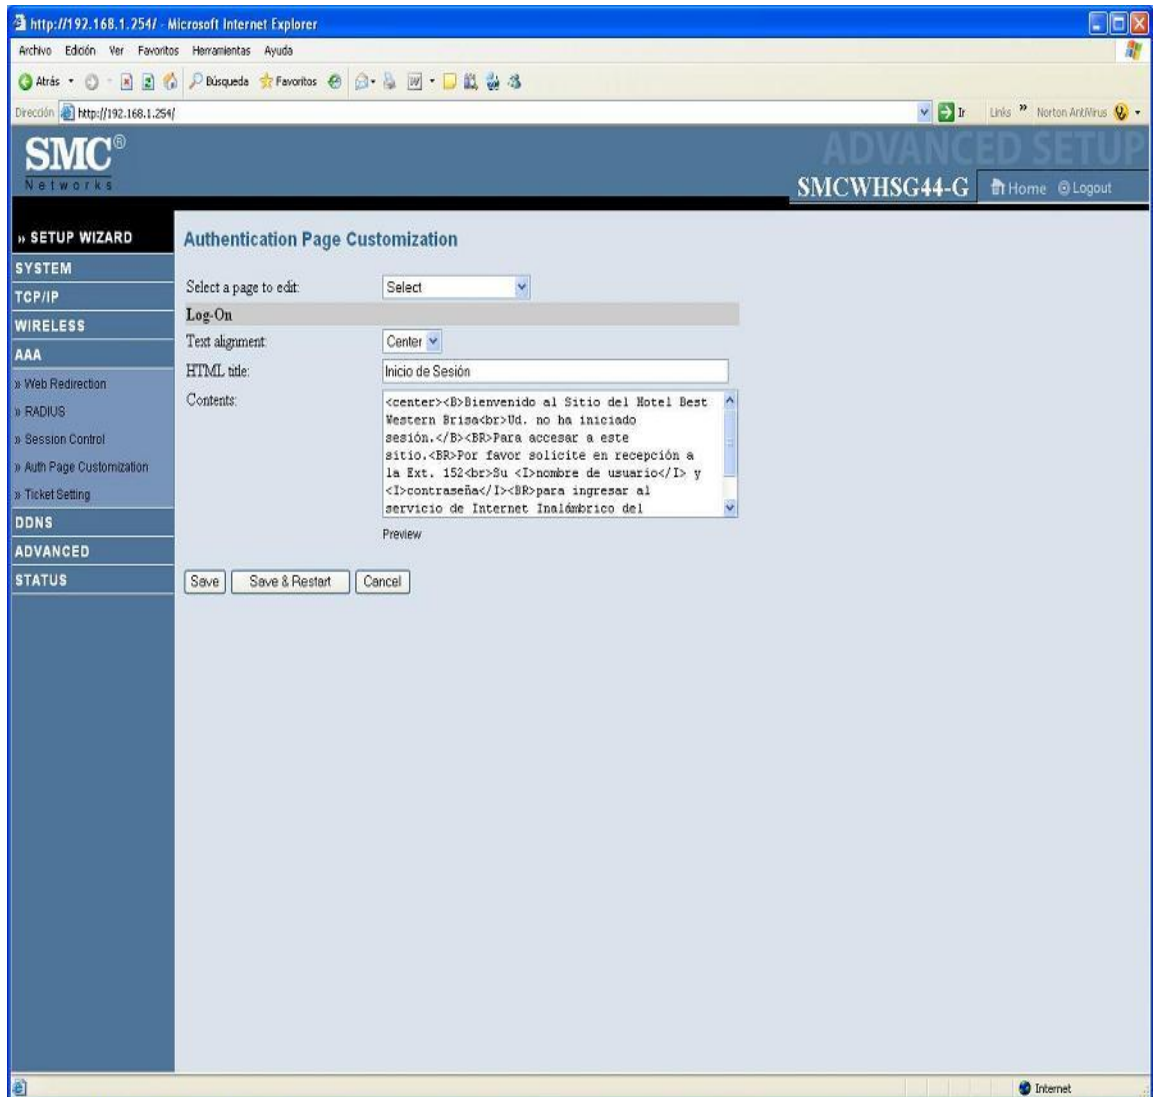 http://192.168.1.254/ - Microsoft Internet Explorer
Archivo Edición Ver Favoritos Herramientas Ayuda
Atrás Búsqueda Favoritos
Dirección http://192.168.1.254/ Ir Links » Norton AntiVirus
SMC®
Networks
ADVANCED SETUP
SMCWHSG44-G Home Logout
» SETUP WIZARD
SYSTEM
TCP/IP
WIRELESS
AAA
» Web Redirection
» RADIUS
» Session Control
» Auth Page Customization
» Ticket Setting
DDNS
ADVANCED
STATUS
Authentication Page Customization
Select a page to edit: Select
Log-On
Text alignment: Center
HTML title: Inicio de Sesión
Contents:
<center><B>Bienvenido al Sitio del Hotel Best
Western Brisa<br>Ud. no ha iniciado
sesión.</B><BR>Para accesar a este
sitio.<BR>Por favor solicite en recepción a
la Ext. 152<br>Su <I>nombre de usuario</I> y
<I>contraseña</I><BR>para ingresar al
servicio de Internet Inalámbrico del
Preview
Save Save & Restart Cancel
Internet